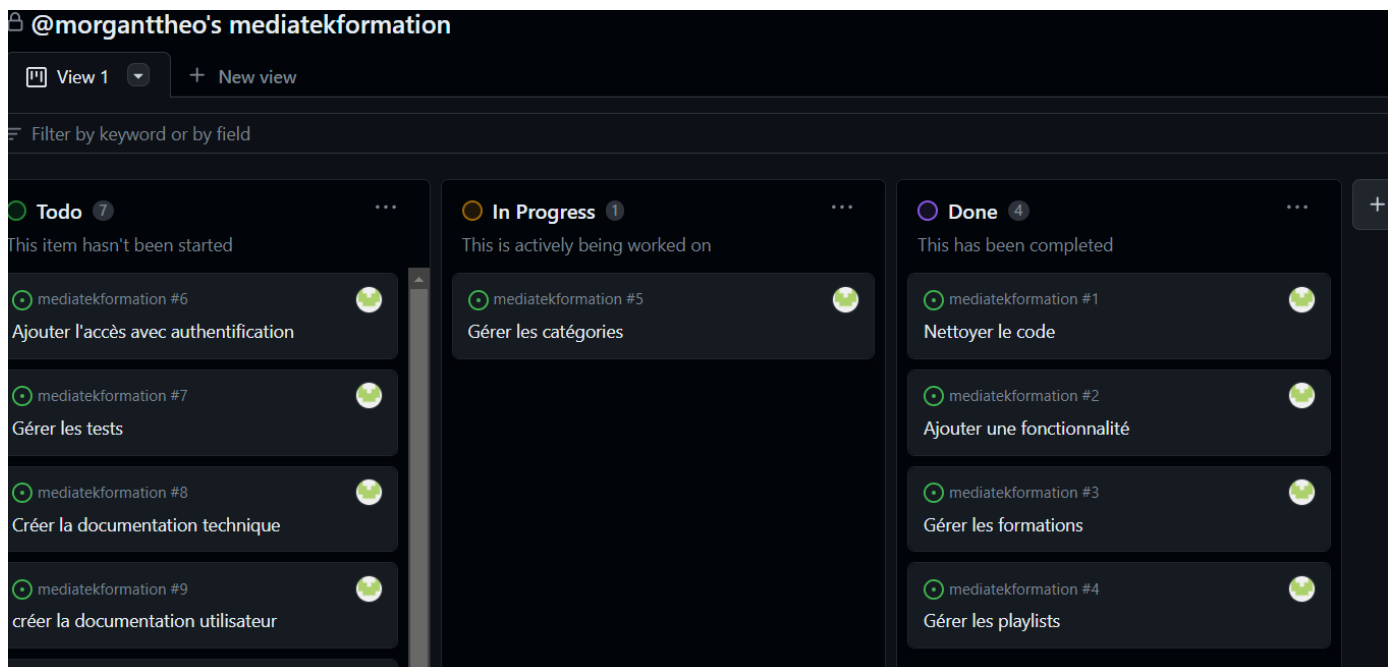 @morganttheo's mediatekformation
View 1
New view
Filter by keyword or by field
Todo 7
This item hasn't been started
mediatekformation #6
Ajouter l'accès avec authentification
mediatekformation #7
Gérer les tests
mediatekformation #8
Créer la documentation technique
mediatekformation #9
créer la documentation utilisateur
In Progress 1
This is actively being worked on
mediatekformation #5
Gérer les catégories
Done 4
This has been completed
mediatekformation #1
Nettoyer le code
mediatekformation #2
Ajouter une fonctionnalité
mediatekformation #3
Gérer les formations
mediatekformation #4
Gérer les playlists